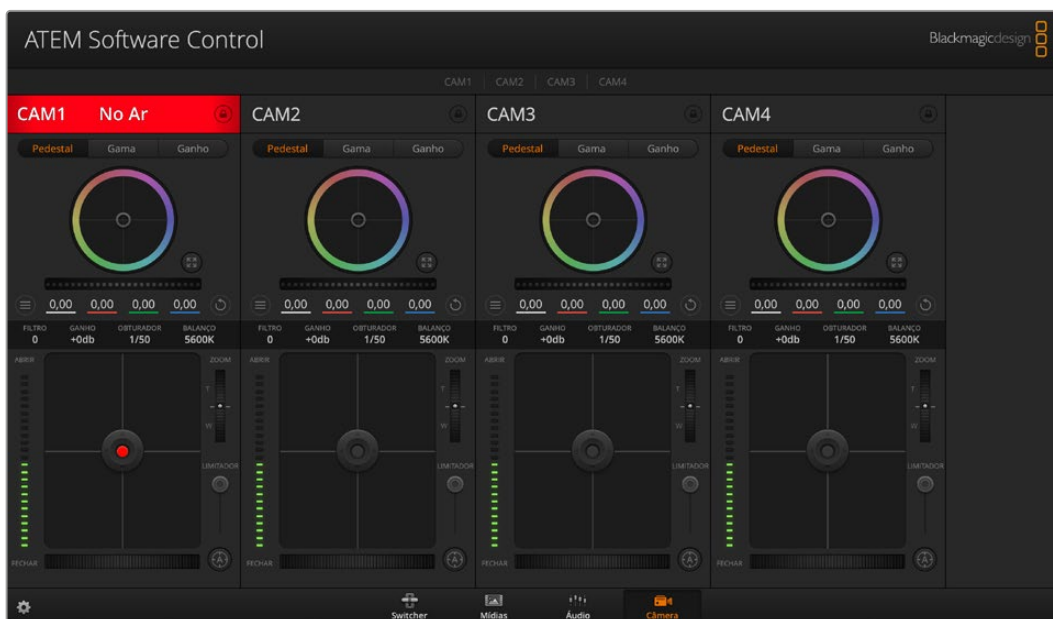 ATEM Software Control
Blackmagicdesign
CAM1 CAM2 CAM3 CAM4
CAM1 No Ar CAM2 CAM3 CAM4
Pedestal Gama Ganho Pedestal Gama Ganho Pedestal Gama Ganho Pedestal Gama Ganho
0,00 0,00 0,00 0,00 0,00 0,00 0,00 0,00 0,00 0,00 0,00 0,00 0,00 0,00 0,00 0,00
FILTRO GANHO OBTURADOR BALANÇO FILTRO GANHO OBTURADOR BALANÇO FILTRO GANHO OBTURADOR BALANÇO FILTRO GANHO OBTURADOR BALANÇO
0 +0db 1/50 5600K 0 +0db 1/50 5600K 0 +0db 1/50 5600K 0 +0db 1/50 5600K
ABRIR ZOOM ABRIR ZOOM ABRIR ZOOM ABRIR ZOOM
T T T T
W W W W
LIMITADOR LIMITADOR LIMITADOR LIMITADOR
FECHAR A FECHAR A FECHAR A FECHAR A
Switcher Mídias Áudio Câmera